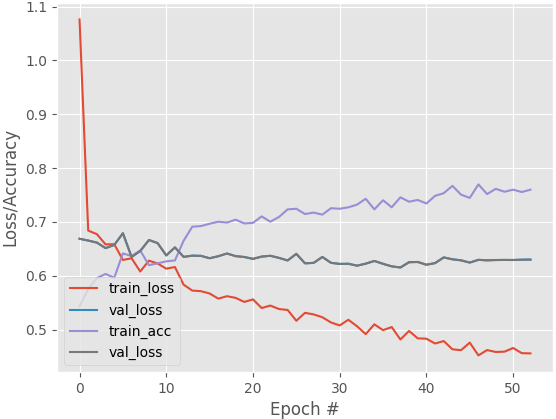 1.1
1.0
0.9
0.8
0.7
0.6
0.5
Loss/Accuracy
train_loss
val_loss
train_acc
val_loss
0 10 20 30 40 50
Epoch #